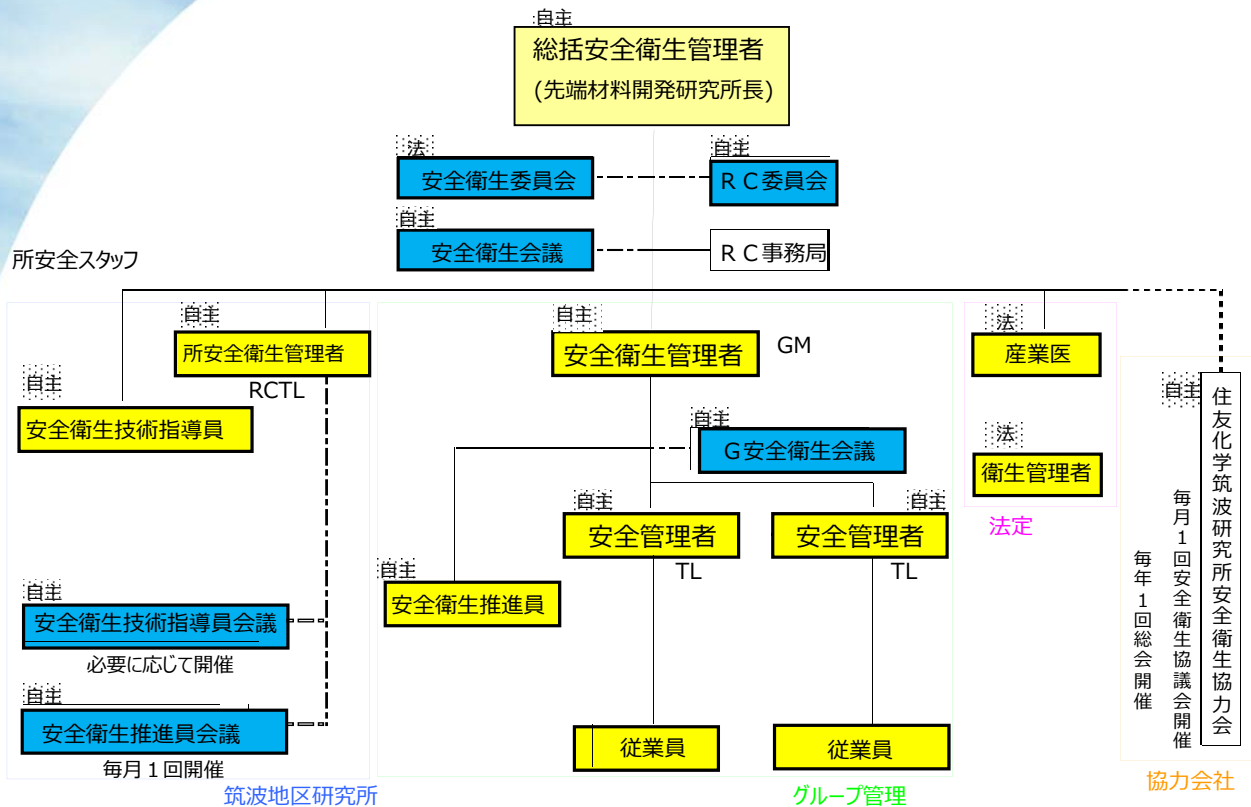 自主
総括安全衛生管理者
(先端材料開発研究所長)
法
安全衛生委員会
自主
ＲＣ委員会
自主
安全衛生会議
ＲＣ事務局
所安全スタッフ
自主
所安全衛生管理者
RCTL
自主
安全衛生技術指導員
自主
安全衛生技術指導員会議
必要に応じて開催
自主
安全衛生推進員会議
毎月１回開催
筑波地区研究所
自主
安全衛生管理者
GM
自主
Ｇ安全衛生会議
自主
安全管理者
TL
自主
安全管理者
TL
自主
安全衛生推進員
従業員
従業員
グループ管理
法
産業医
法
衛生管理者
法定
自主
住友化学筑波研究所安全衛生協力会
毎月１回安全衛生協議会開催
毎年１回総会開催
協力会社